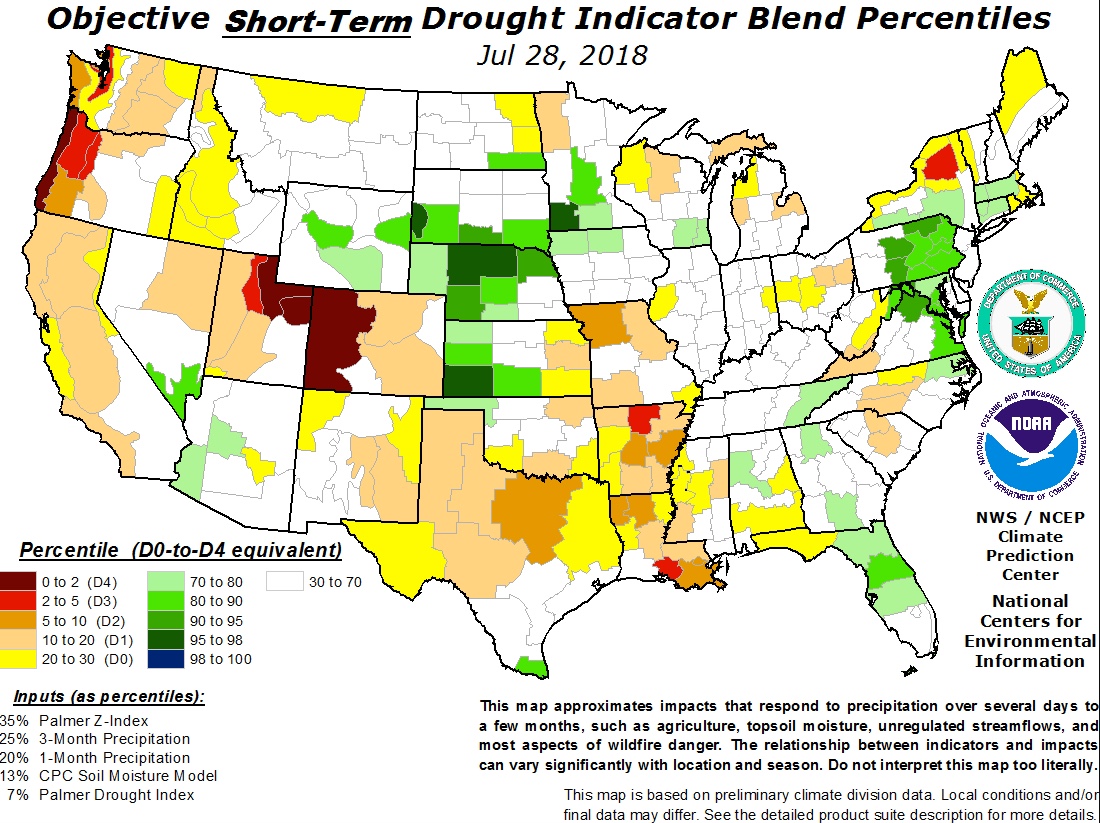 Objective Short-Term Drought Indicator Blend Percentiles
Jul 28, 2018
DEPARTMENT OF COMMERCE
UNITED STATES OF AMERICA
NATIONAL OCEANIC AND ATMOSPHERIC ADMINISTRATION
NOAA
U.S. DEPARTMENT OF COMMERCE
NWS / NCEP
Climate
Prediction
Center
National
Centers for
Environmental
Information
Percentile (D0-to-D4 equivalent)
0 to 2 (D4)
2 to 5 (D3)
5 to 10 (D2)
10 to 20 (D1)
20 to 30 (D0)
70 to 80
80 to 90
90 to 95
95 to 98
98 to 100
30 to 70
Inputs (as percentiles):
35% Palmer Z-Index
25% 3-Month Precipitation
20% 1-Month Precipitation
13% CPC Soil Moisture Model
7% Palmer Drought Index
This map approximates impacts that respond to precipitation over several days to
a few months, such as agriculture, topsoil moisture, unregulated streamflows, and
most aspects of wildfire danger. The relationship between indicators and impacts
can vary significantly with location and season. Do not interpret this map too literally.
This map is based on preliminary climate division data. Local conditions and/or
final data may differ. See the detailed product suite description for more details.